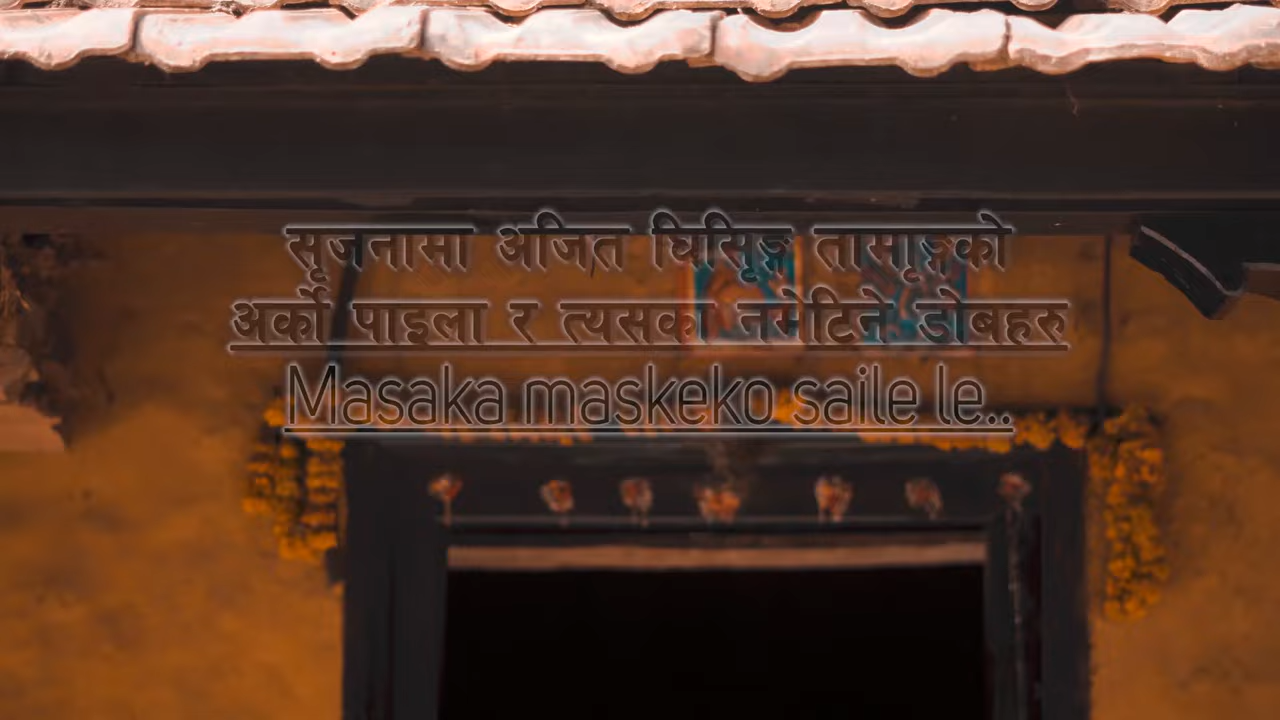 सृजनामा अजित घिसिङ्ग तामाङ्गको
अर्को पाइला र त्यसका नमेटिने डोबहरु
Masaka maskeko saile le..